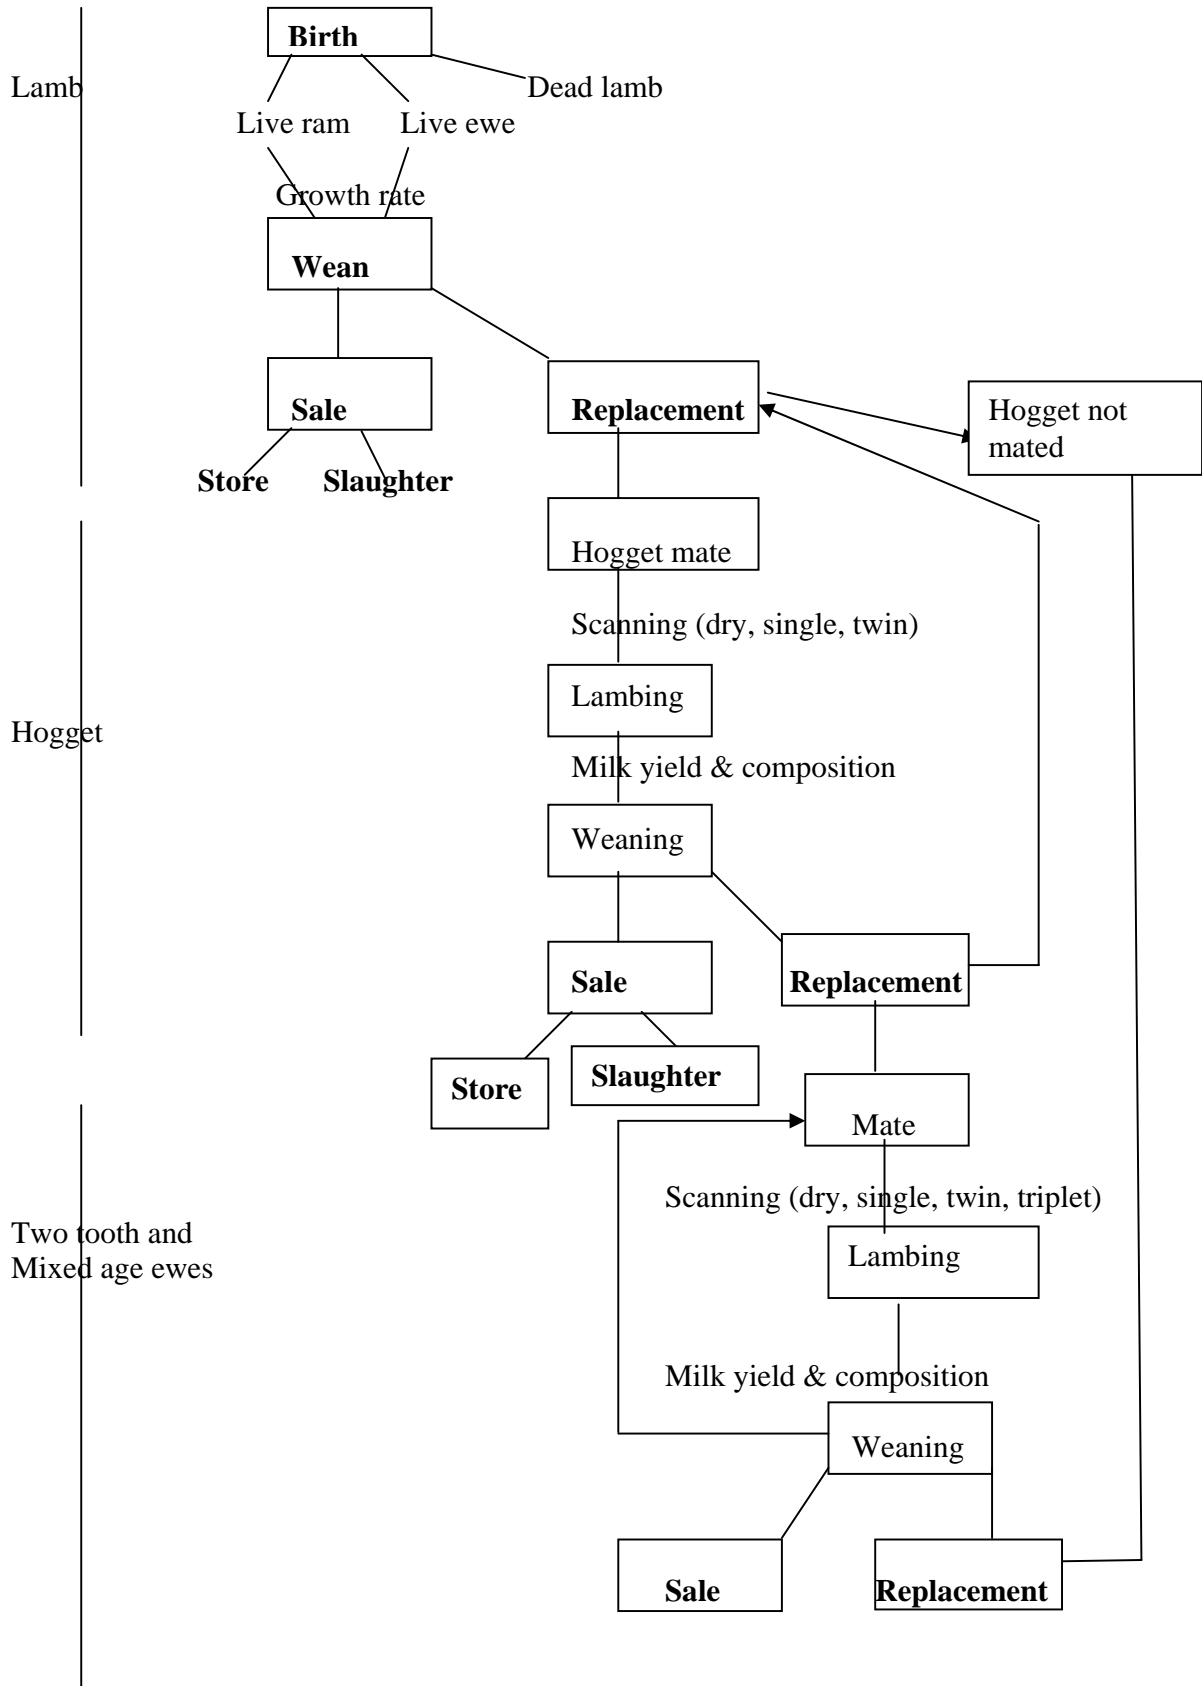 Birth
Lamb
Dead lamb
Live ram
Live ewe
Growth rate
Wean
Sale
Replacement
Hogget not
mated
Store
Slaughter
Hogget mate
Scanning (dry, single, twin)
Lambing
Hogget
Milk yield & composition
Weaning
Sale
Replacement
Store
Slaughter
Mate
Scanning (dry, single, twin, triplet)
Two tooth and
Mixed age ewes
Lambing
Milk yield & composition
Weaning
Sale
Replacement